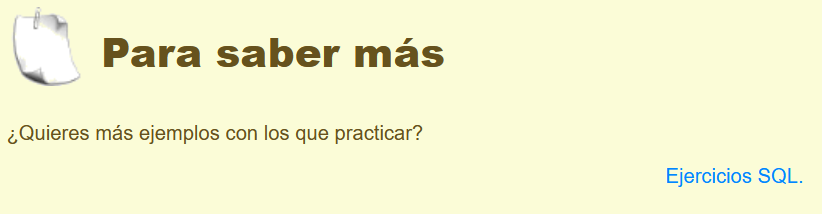 Para saber más
¿Quieres más ejemplos con los que practicar?
Ejercicios SQL.